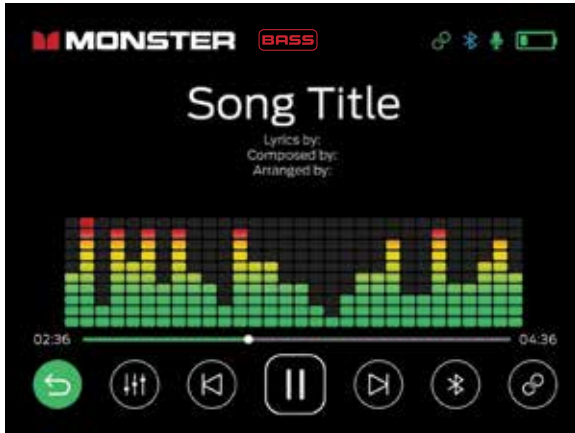 MONSTER BASS
Song Title
Lyrics by:
Composed by:
Arranged by:
02:36 04:36